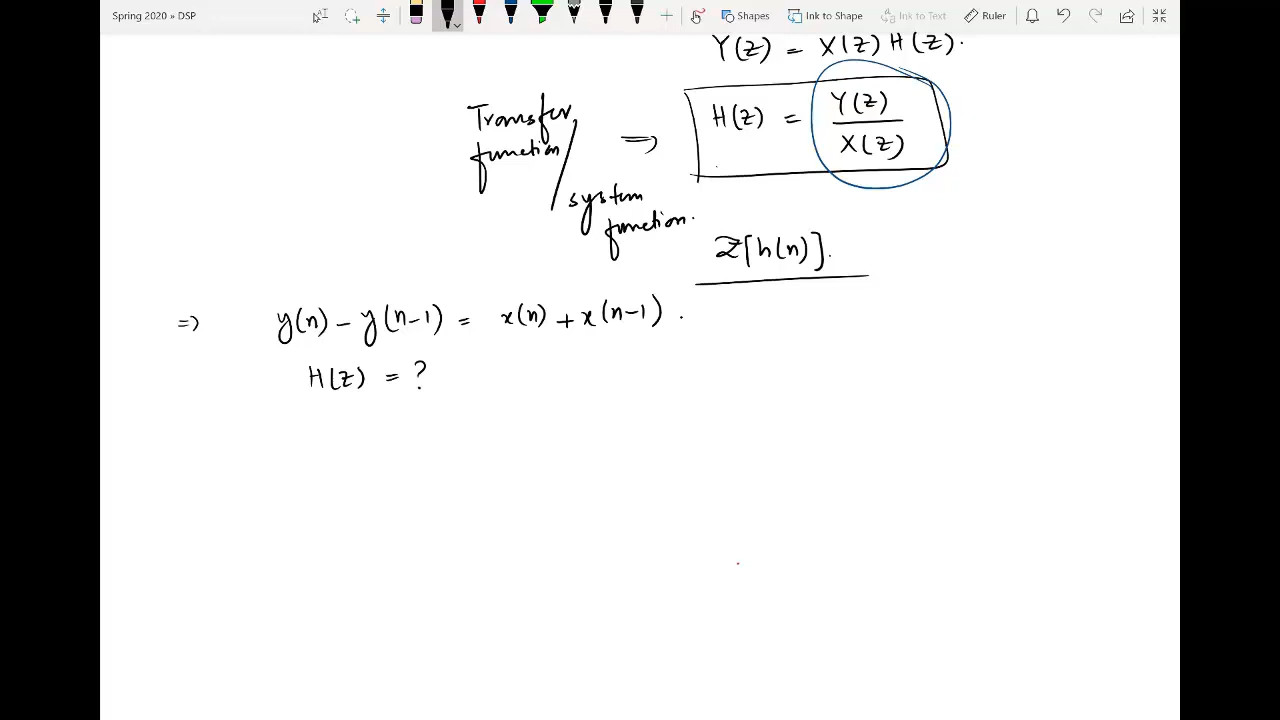 Spring 2020 » DSP
Shapes
Ink to Shape
Ink to Text
Ruler
Y(z) = X(z) H(z).
Transfer function / system function. ⇒ H(z) = Y(z) / X(z)
Z[h(n)].
⇒ y(n) - y(n-1) = x(n) + x(n-1).
H(z) = ?